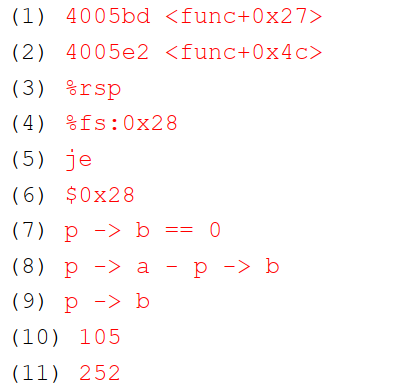 (1) 4005bd <func+0x27>
(2) 4005e2 <func+0x4c>
(3) %rsp
(4) %fs:0x28
(5) je
(6) $0x28
(7) p -> b == 0
(8) p -> a - p -> b
(9) p -> b
(10) 105
(11) 252